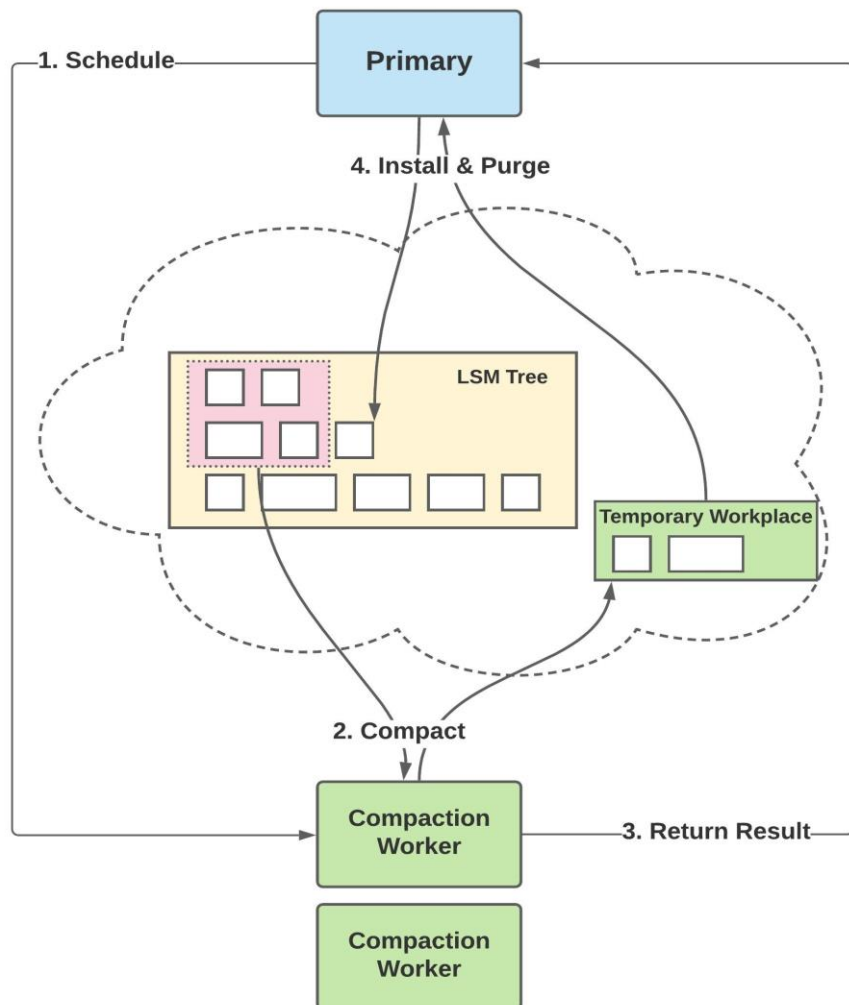 Primary
1. Schedule
4. Install & Purge
LSM Tree
Temporary Workplace
2. Compact
Compaction
Worker
3. Return Result
Compaction
Worker